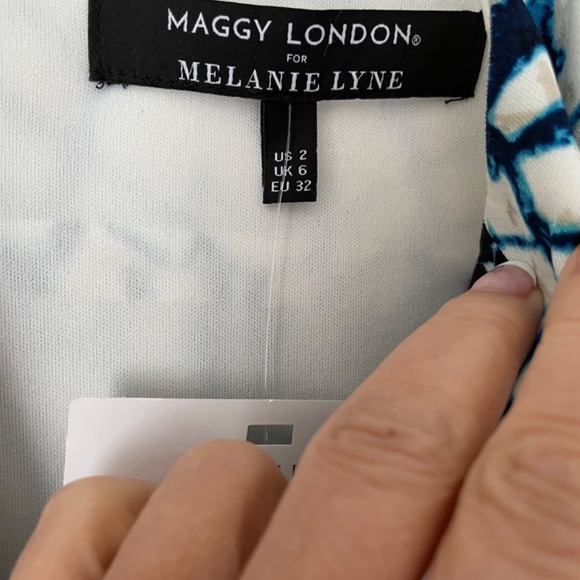 MAGGY LONDON®
FOR
MELANIE LYNE
US 2
UK 6
EU 32